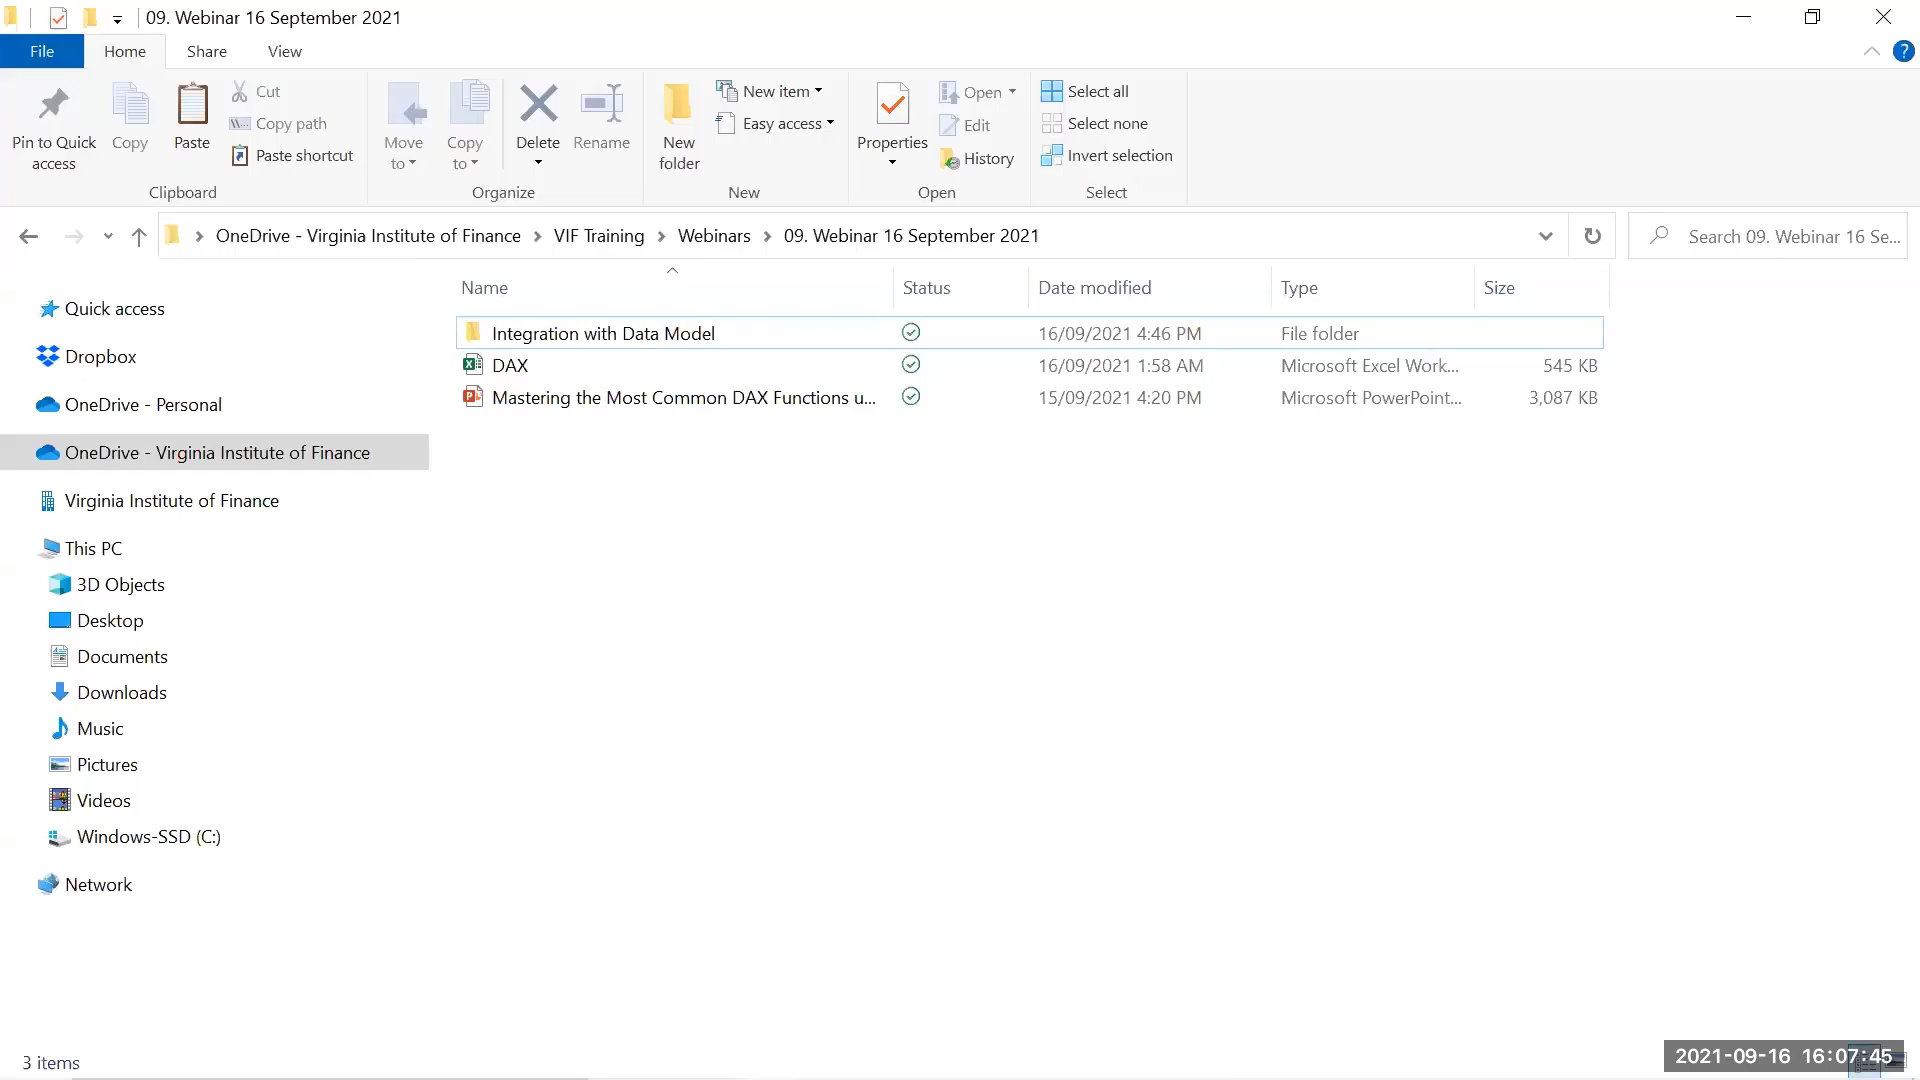 09. Webinar 16 September 2021
File Home Share View
?
Pin to Quick access
Copy
Paste
Cut
Copy path
Paste shortcut
Clipboard
Move to
Copy to
Delete
Rename
Organize
New folder
New item
Easy access
New
Properties
Open
Edit
History
Open
Select all
Select none
Invert selection
Select
OneDrive - Virginia Institute of Finance > VIF Training > Webinars > 09. Webinar 16 September 2021
Search 09. Webinar 16 Se...
Quick access
Dropbox
OneDrive - Personal
OneDrive - Virginia Institute of Finance
Virginia Institute of Finance
This PC
3D Objects
Desktop
Documents
Downloads
Music
Pictures
Videos
Windows-SSD (C:)
Network
Name Status Date modified Type Size
Integration with Data Model 16/09/2021 4:46 PM File folder
DAX 16/09/2021 1:58 AM Microsoft Excel Work... 545 KB
Mastering the Most Common DAX Functions u... 15/09/2021 4:20 PM Microsoft PowerPoint... 3,087 KB
3 items
2021-09-16 16:07:45